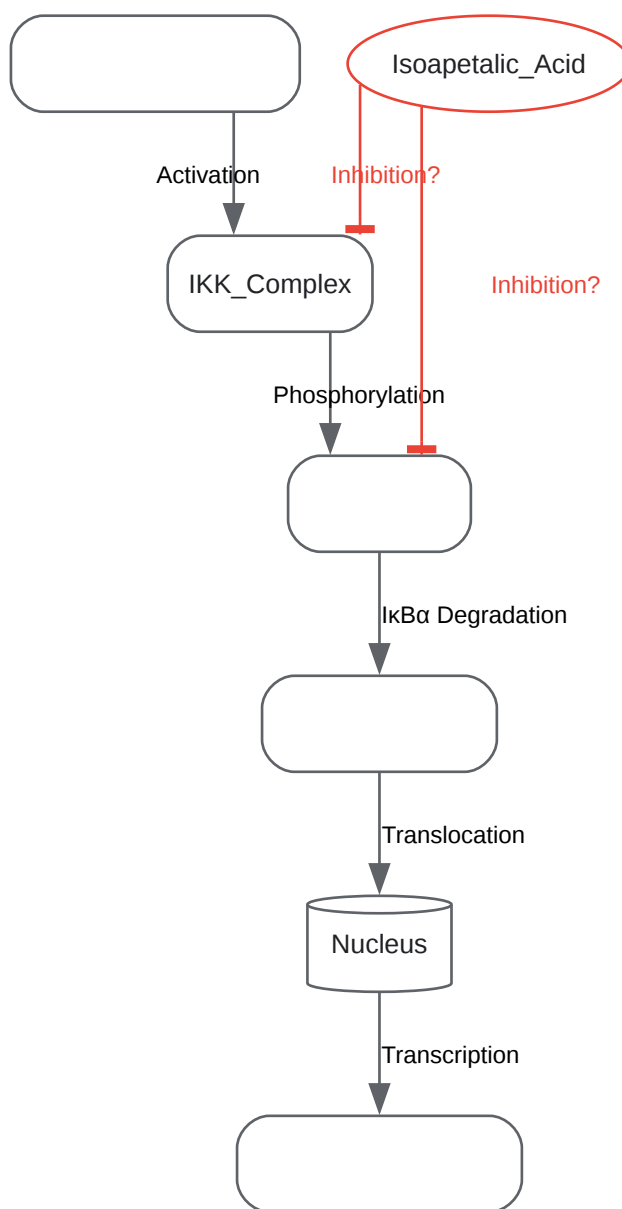 Isoapetalic_Acid
Activation
Inhibition?
IKK_Complex
Inhibition?
Phosphorylation
IκBα Degradation
Translocation
Nucleus
Transcription